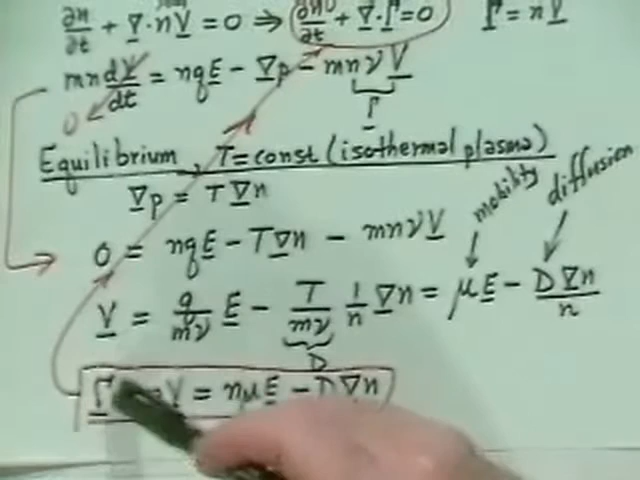 ∂n/∂t + ∇·nV = 0 ⇒ ∂n/∂t + ∇·Γ = 0 Γ = nV
mn dV/dt = nqE - ∇p - mnνV
0 Γ
Equilibrium, T = const (isothermal plasma)
∇p = T∇n mobility diffusion
0 = nqE - T∇n - mnνV
V = q/mν E - T/mν 1/n ∇n = μE - D∇n/n
D
Γ = nV = nμE - D∇n